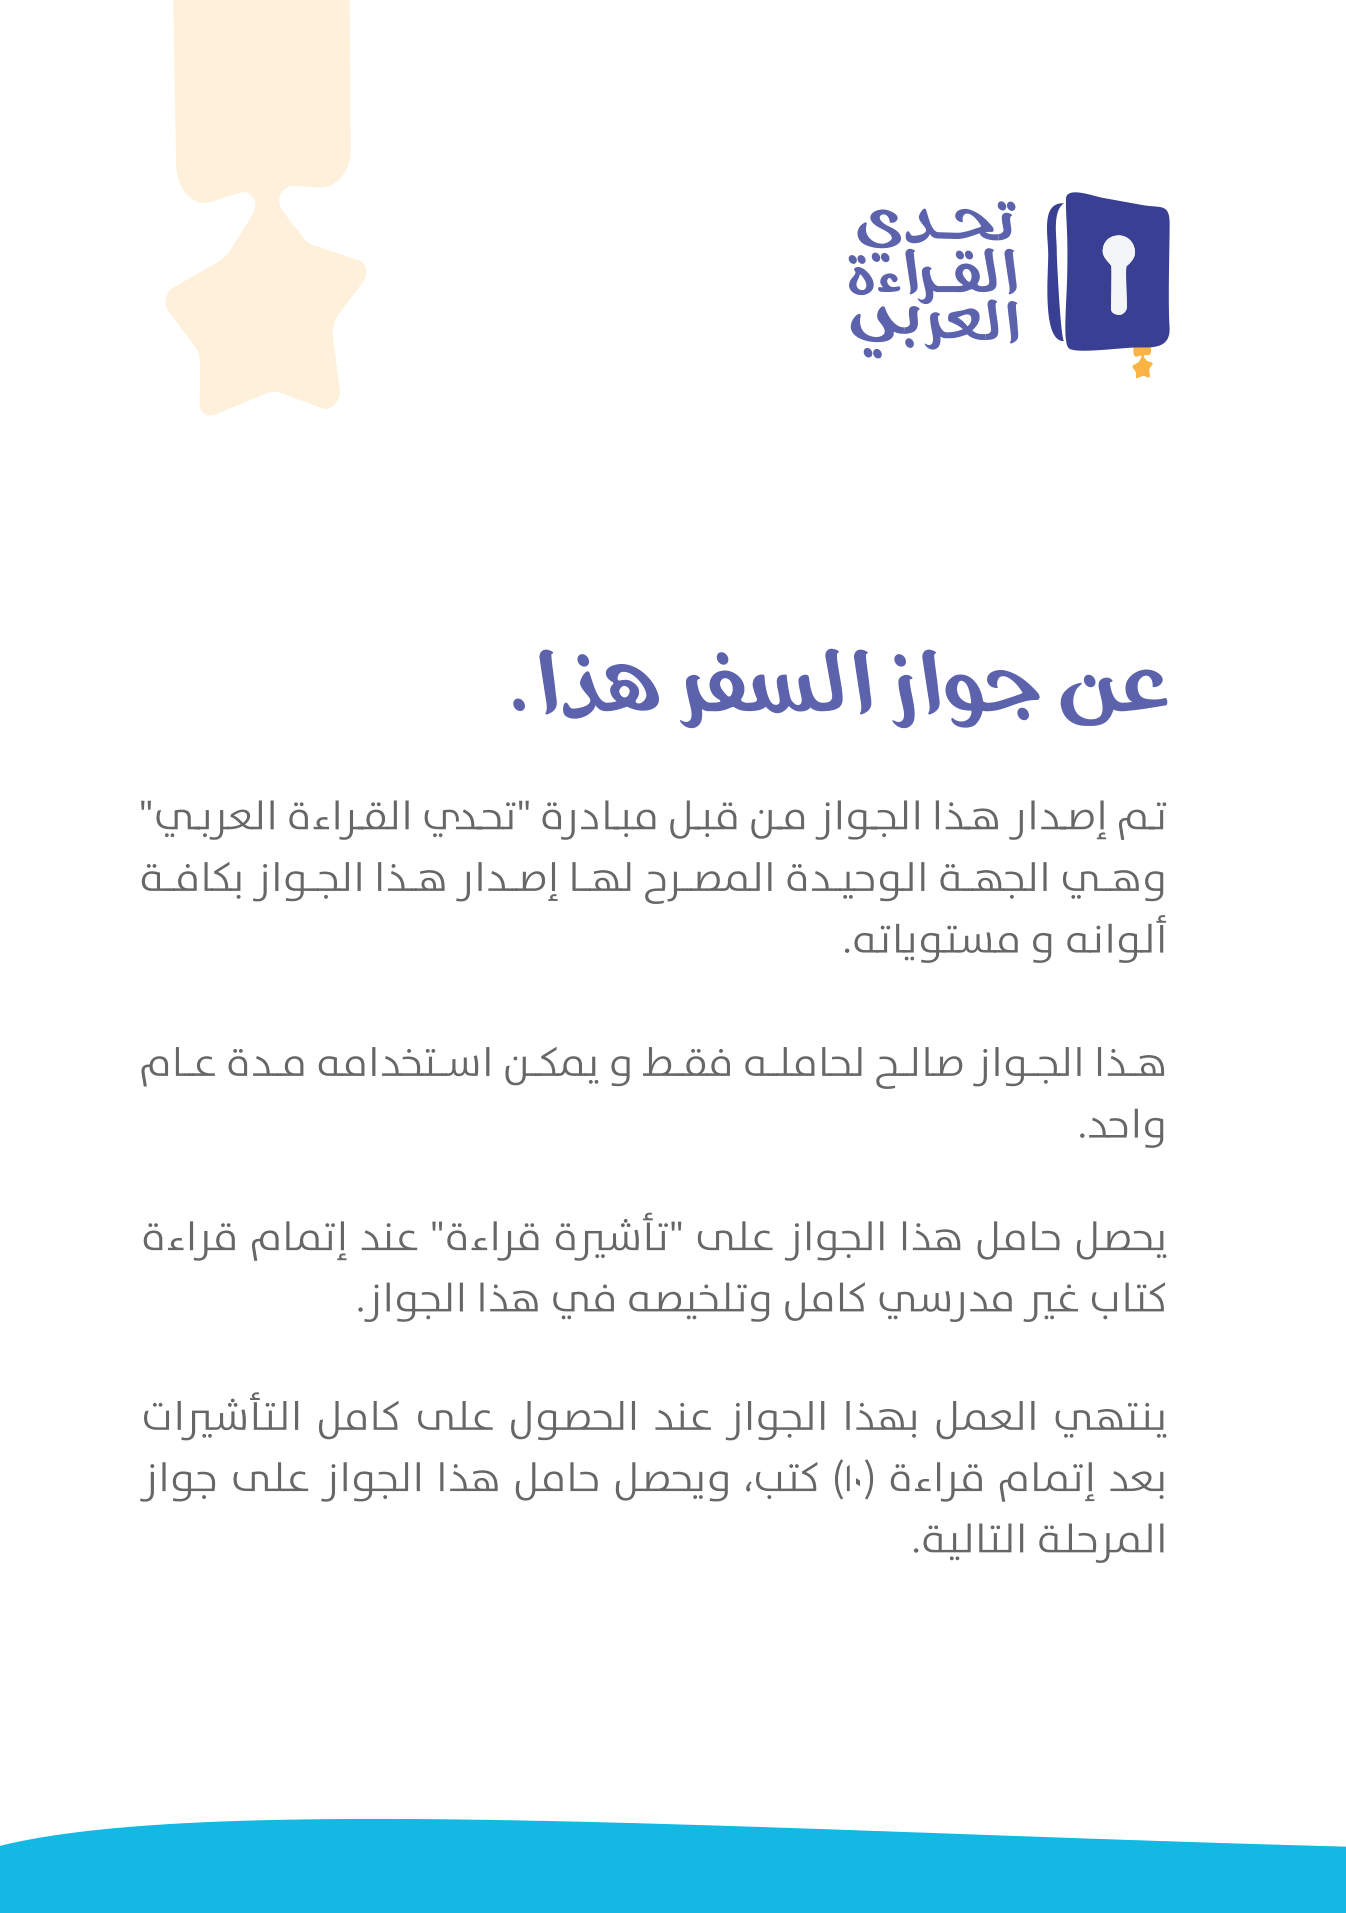 تحدي
القراءة
العربي
عن جواز السفر هذا.
تم إصدار هذا الجواز من قبل مبادرة "تحدي القراءة العربي"
وهي الجهة الوحيدة المصرح لها إصدار هذا الجواز بكافة
ألوانه و مستوياته.
هذا الجواز صالح لحامله فقط و يمكن استخدامه مدة عام
واحد.
يحصل حامل هذا الجواز على "تأشيرة قراءة" عند إتمام قراءة
كتاب غير مدرسي كامل وتلخيصه في هذا الجواز.
ينتهي العمل بهذا الجواز عند الحصول على كامل التأشيرات
بعد إتمام قراءة (١٠) كتب، ويحصل حامل هذا الجواز على جواز
المرحلة التالية.